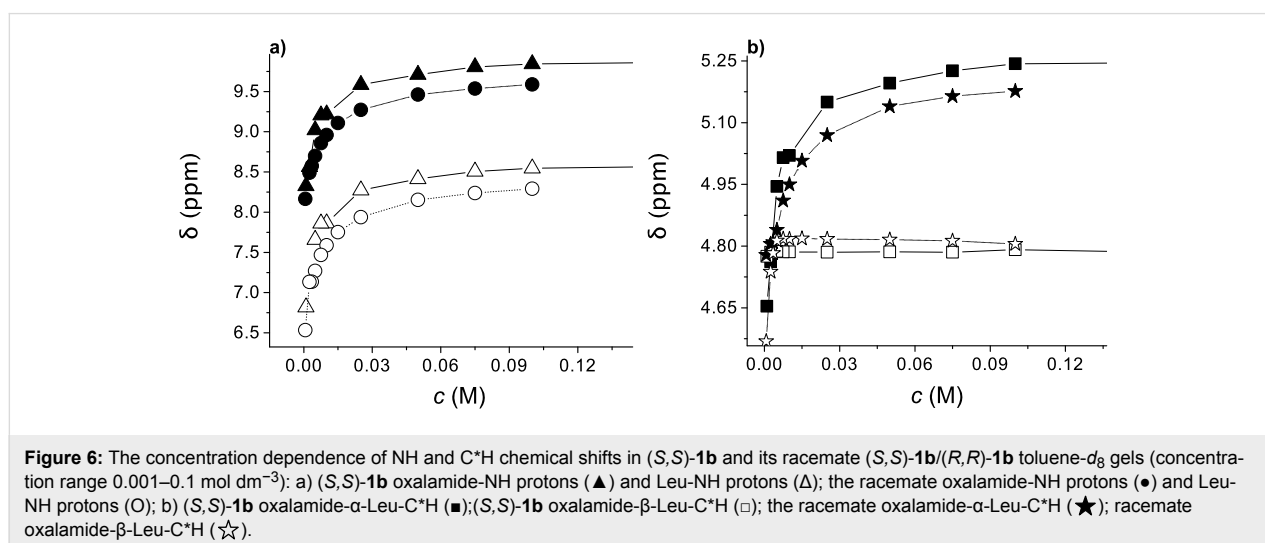 a)
9.5
9.0
8.5
8.0
7.5
7.0
6.5
δ (ppm)
0.00 0.03 0.06 0.09 0.12
c (M)
b)
5.25
5.10
4.95
4.80
4.65
δ (ppm)
0.00 0.03 0.06 0.09 0.12
c (M)
Figure 6: The concentration dependence of NH and C*H chemical shifts in (S,S)-1b and its racemate (S,S)-1b/(R,R)-1b toluene-d₈ gels (concentra-
tion range 0.001–0.1 mol dm⁻³): a) (S,S)-1b oxalamide-NH protons (▲) and Leu-NH protons (Δ); the racemate oxalamide-NH protons (●) and Leu-
NH protons (O); b) (S,S)-1b oxalamide-α-Leu-C*H (■);(S,S)-1b oxalamide-β-Leu-C*H (□); the racemate oxalamide-α-Leu-C*H (★); racemate
oxalamide-β-Leu-C*H (☆).